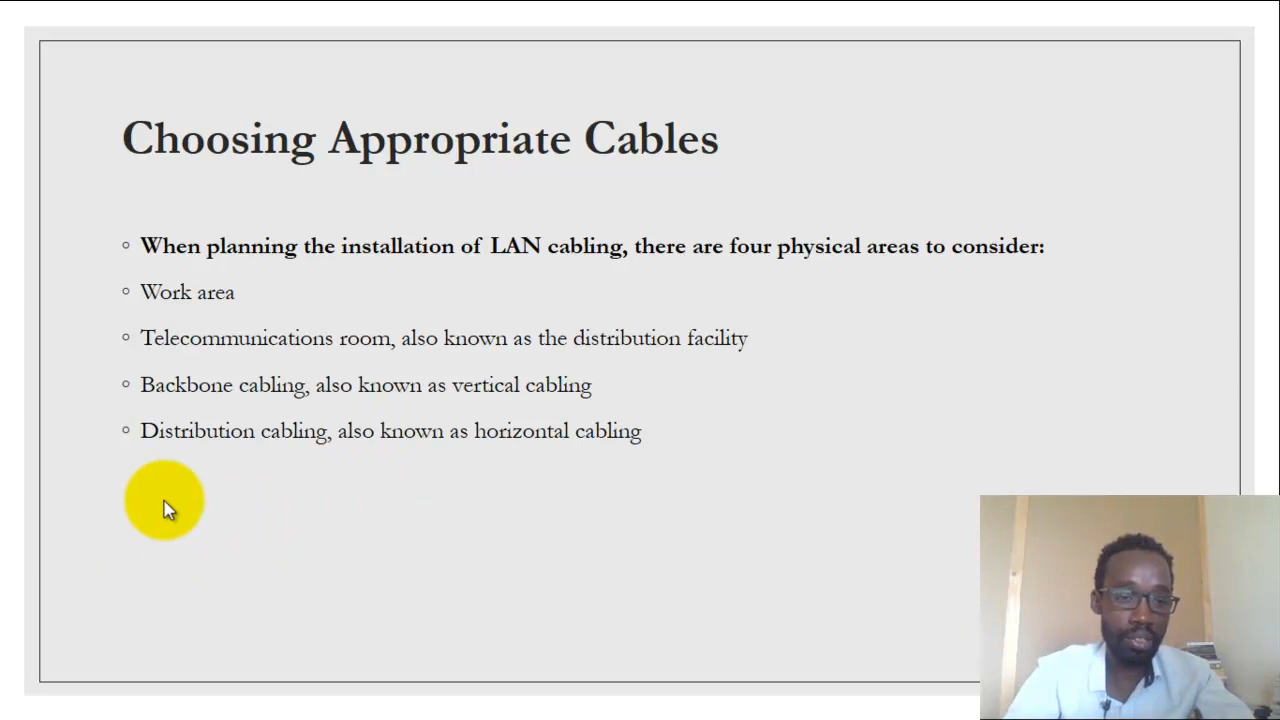 Choosing Appropriate Cables
When planning the installation of LAN cabling, there are four physical areas to consider:
Work area
Telecommunications room, also known as the distribution facility
Backbone cabling, also known as vertical cabling
Distribution cabling, also known as horizontal cabling